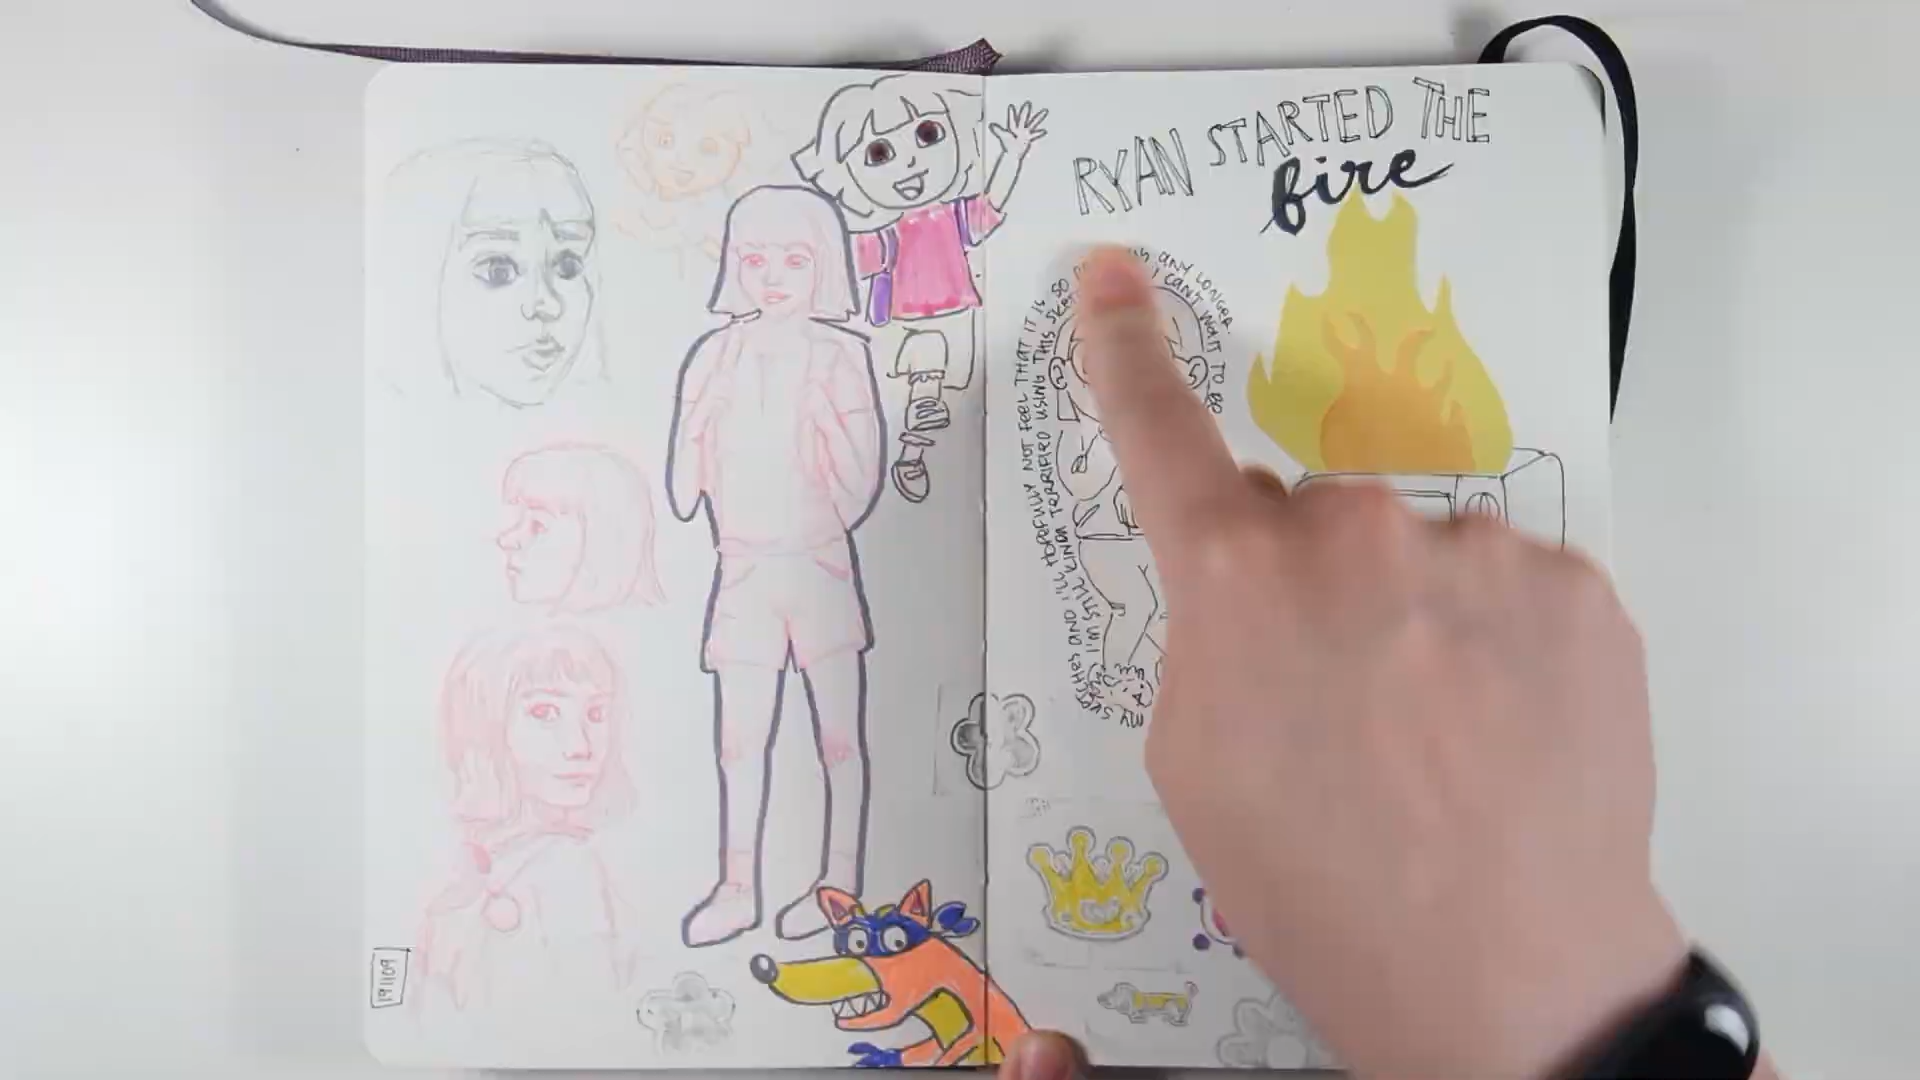 RYAN STARTED THE
fire
MY SKETCHES AND I'LL HOPEFULLY NOT FEEL THAT IT IS SO ANY LONGER.
I'M STILL KINDA TERRIFIED USING THIS I CAN'T WAIT TO BE
191109